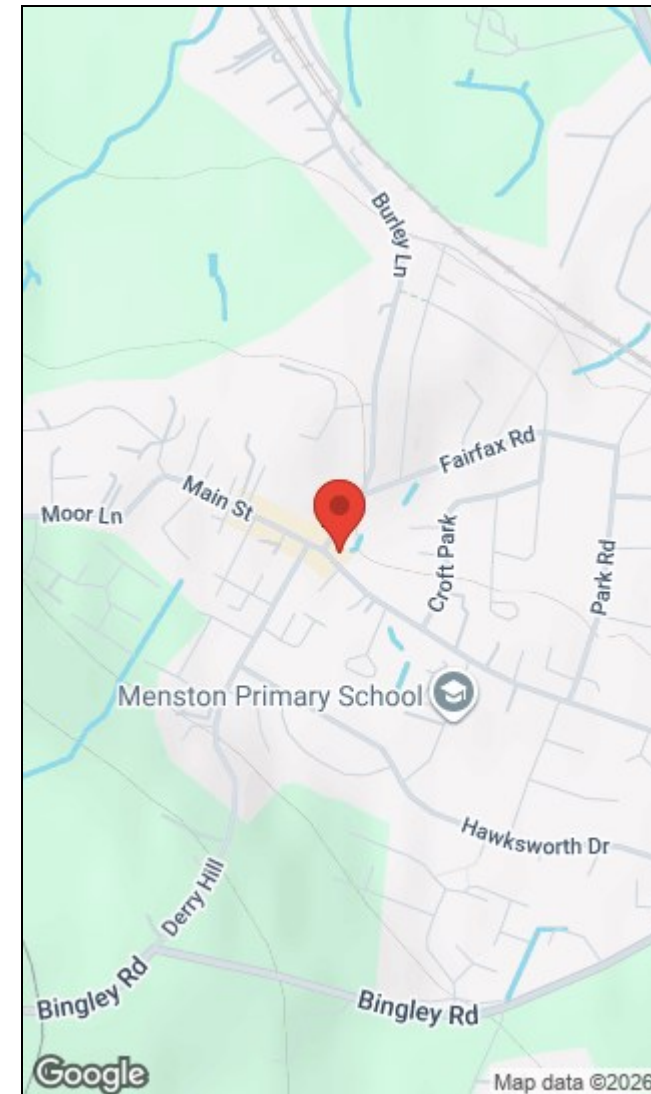 Burley Ln
Fairfax Rd
Main St
Moor Ln
Croft Park
Park Rd
Menston Primary School
Hawksworth Dr
Derry Hill
Bingley Rd
Bingley Rd
Google
Map data ©2026